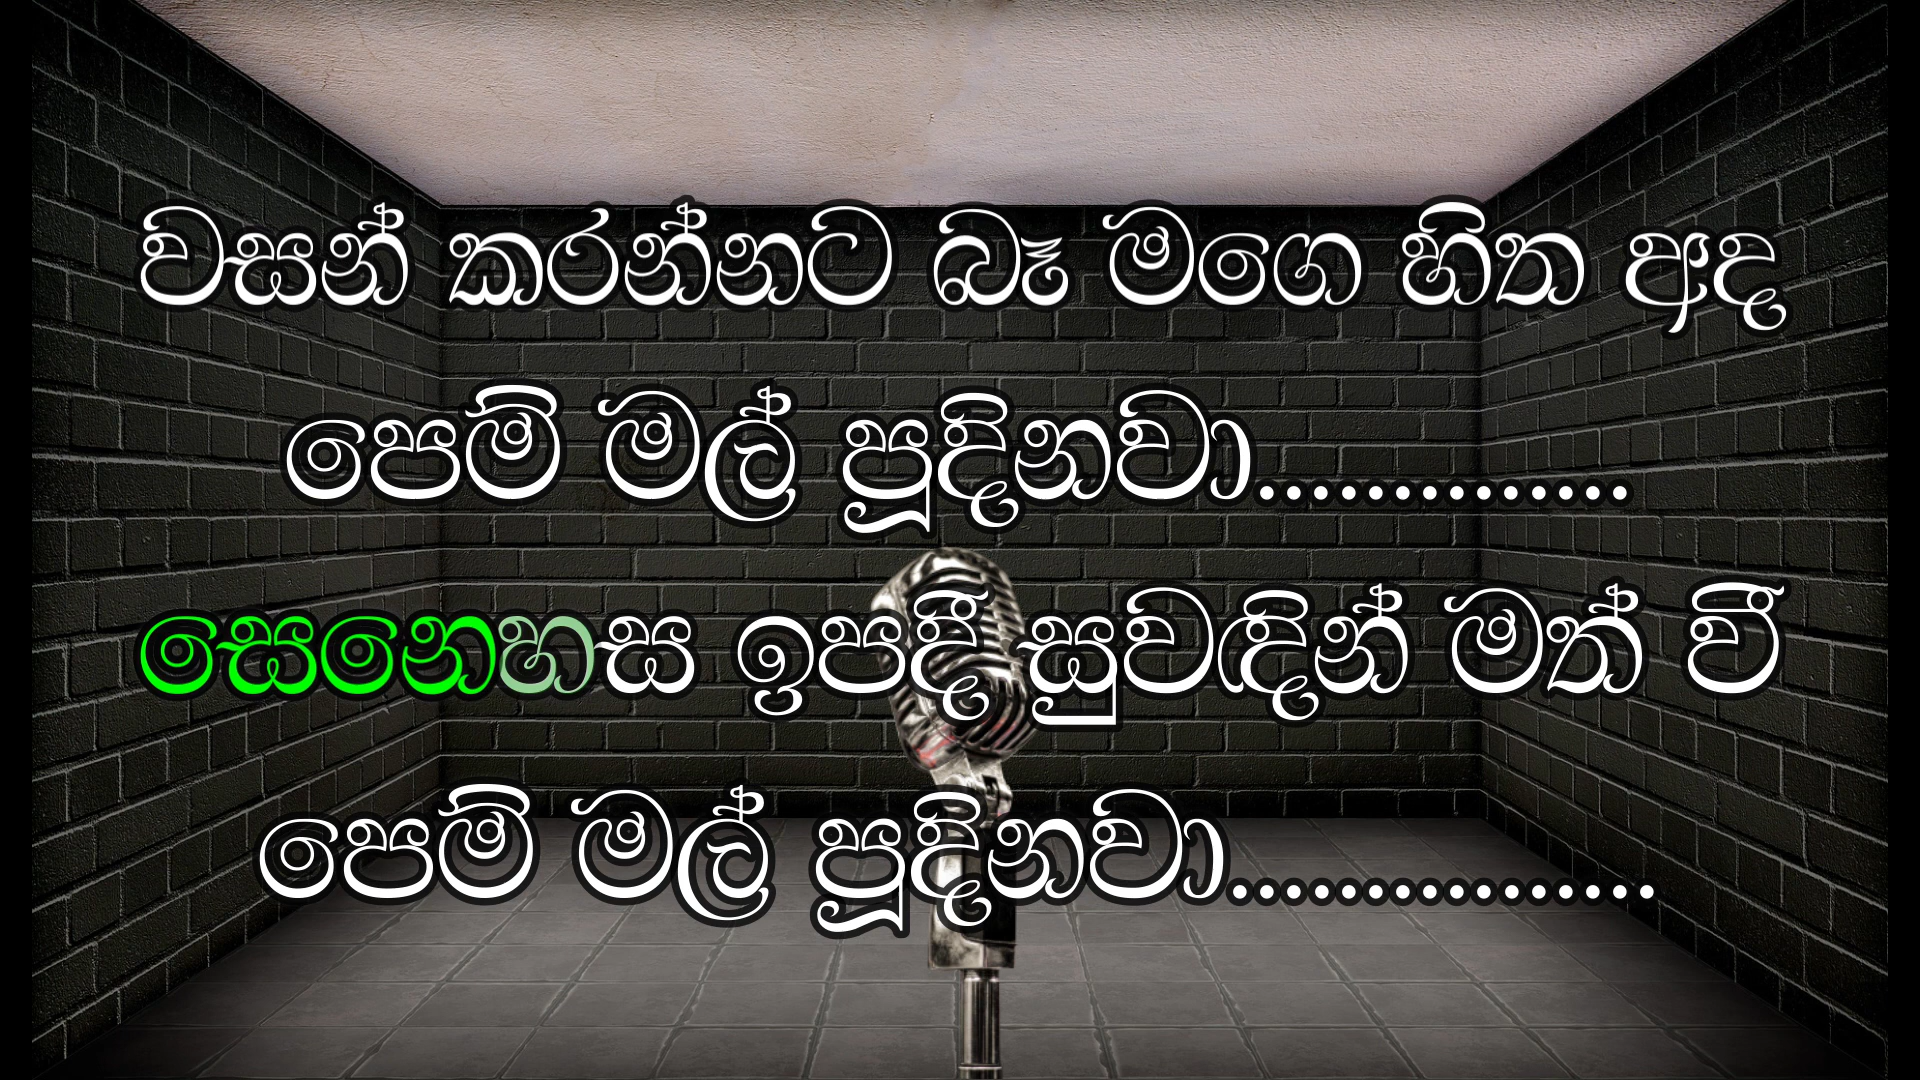 වසන් කරන්නට බෑ මගෙ හිත අද
පෙම් මල් පූදිනවා..............
සෙනෙහස ඉපදී සුවඳින් මත් වී
පෙම් මල් පූදිනවා................